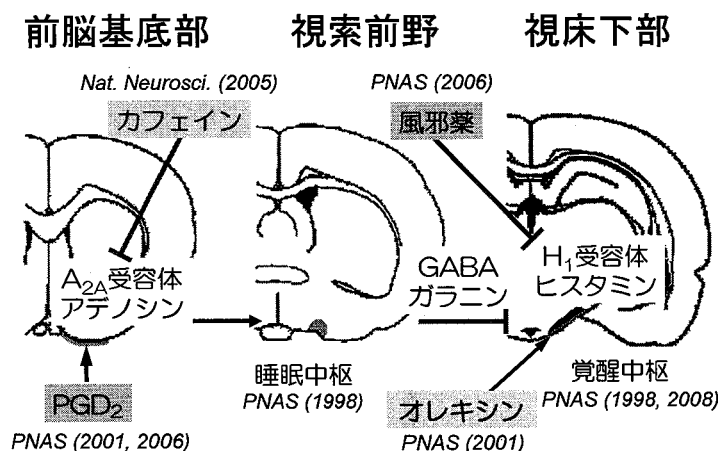 前脳基底部
視索前野
視床下部
Nat. Neurosci. (2005)
カフェイン
PNAS (2006)
風邪薬
A2A受容体
アデノシン
GABA
ガラニン
H1受容体
ヒスタミン
PGD2
PNAS (2001, 2006)
睡眠中枢
PNAS (1998)
オレキシン
PNAS (2001)
覚醒中枢
PNAS (1998, 2008)